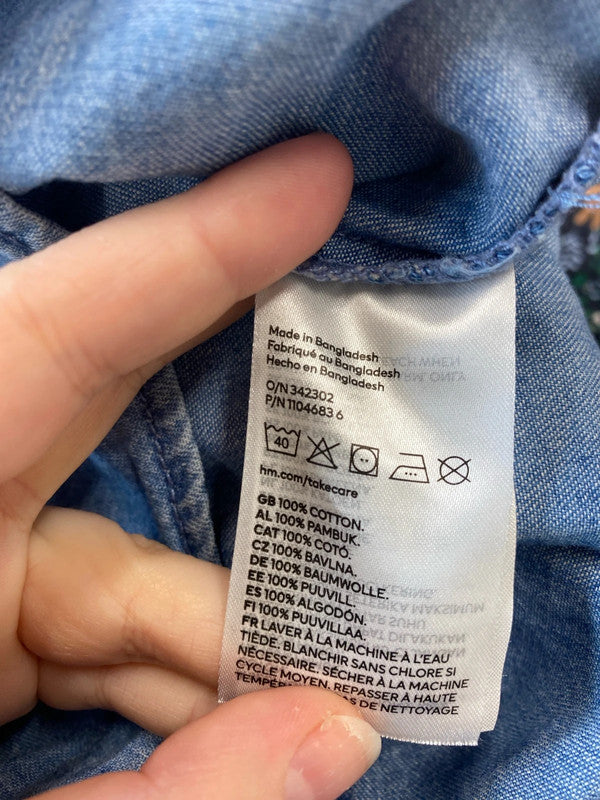 Made in Bangladesh
Fabriqué au Bangladesh
Hecho en Bangladesh
O/N 342302
P/N 1104683 6
40
hm.com/takecare
GB 100% COTTON.
AL 100% PAMBUK.
CAT 100% COTÓ.
CZ 100% BAVLNA.
DE 100% BAUMWOLLE.
EE 100% PUUVILL.
ES 100% ALGODÓN.
FI 100% PUUVILLAA.
FR LAVER À LA MACHINE À L'EAU
TIÈDE. BLANCHIR SANS CHLORE SI
NÉCESSAIRE. SÉCHER À LA MACHINE
CYCLE MOYEN. REPASSER À HAUTE
PAS DE NETTOYAGE